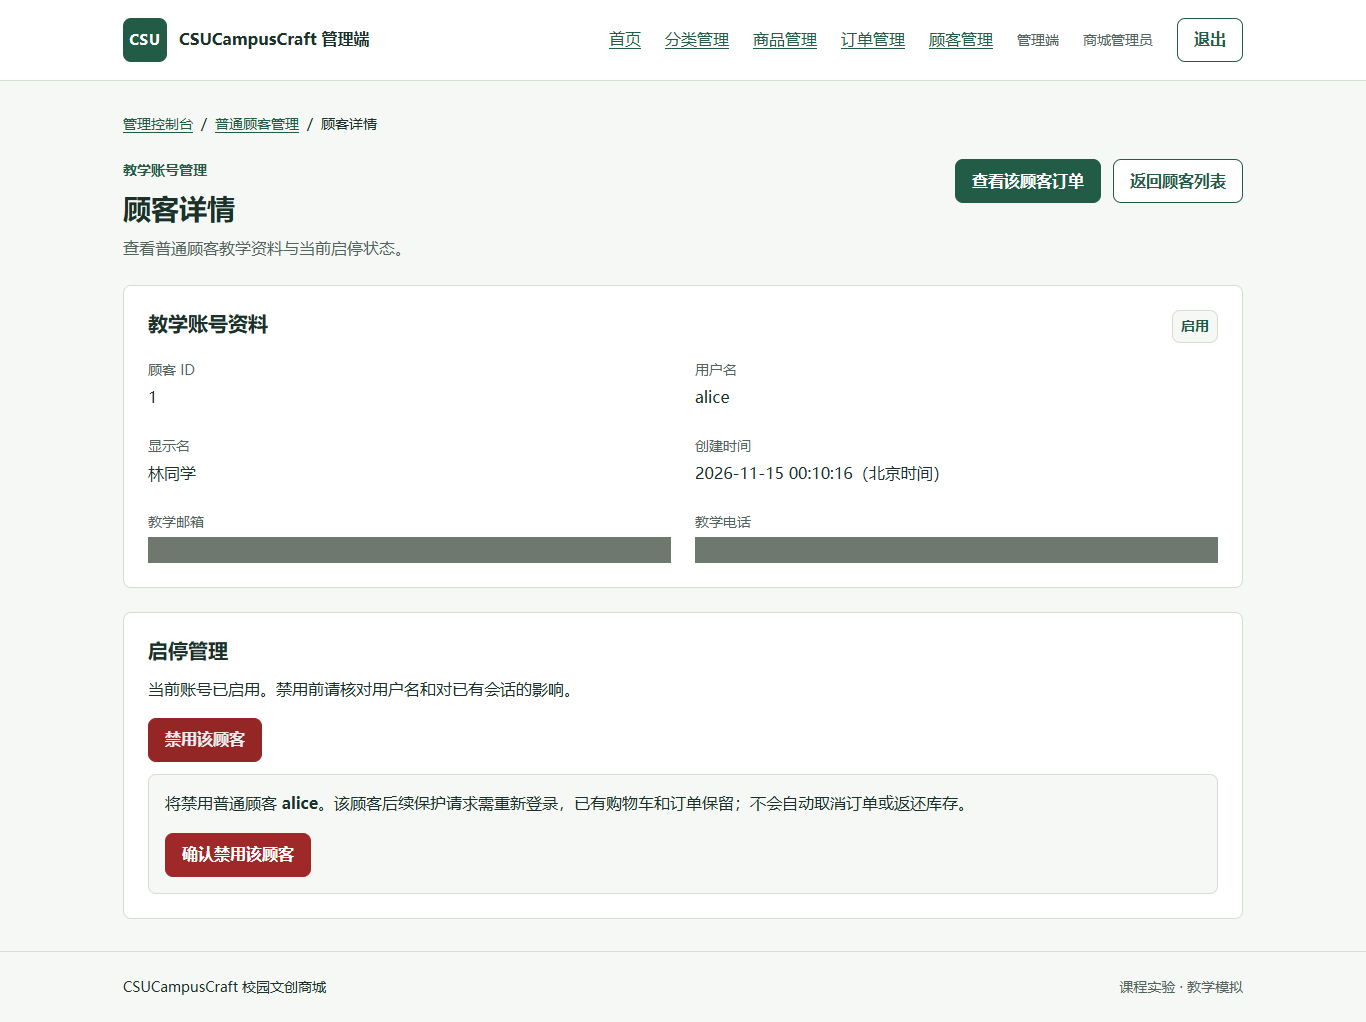 CSU CSUCampusCraft 管理端 首页 分类管理 商品管理 订单管理 顾客管理 管理端 商城管理员 退出
管理控制台 / 普通顾客管理 / 顾客详情
教学账号管理
顾客详情
查看普通顾客教学资料与当前启停状态。
查看该顾客订单 返回顾客列表
教学账号资料 启用
顾客 ID 用户名
1 alice
显示名 创建时间
林同学 2026-11-15 00:10:16（北京时间）
教学邮箱 教学电话
启停管理
当前账号已启用。禁用前请核对用户名和对已有会话的影响。
禁用该顾客
将禁用普通顾客 alice。该顾客后续保护请求需重新登录，已有购物车和订单保留；不会自动取消订单或返还库存。
确认禁用该顾客
CSUCampusCraft 校园文创商城 课程实验 · 教学模拟